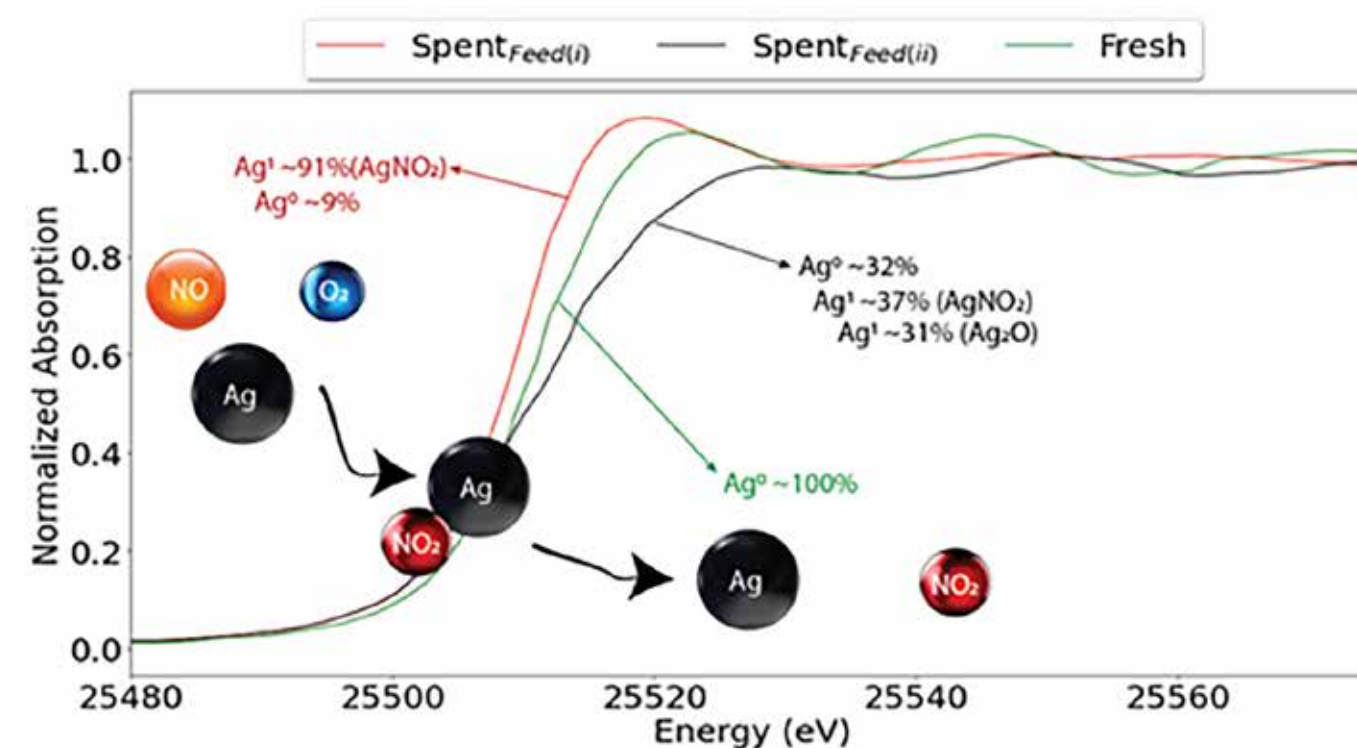 Spent_Feed(i) Spent_Feed(ii) Fresh
Normalized Absorption
1.0
0.8
0.6
0.4
0.2
0.0
Ag¹ ~91%(AgNO₂)
Ag⁰ ~9%
NO O₂
Ag
Ag⁰ ~32%
Ag¹ ~37% (AgNO₂)
Ag¹ ~31% (Ag₂O)
Ag
NO₂
Ag⁰ ~100%
Ag NO₂
25480 25500 25520 25540 25560
Energy (eV)